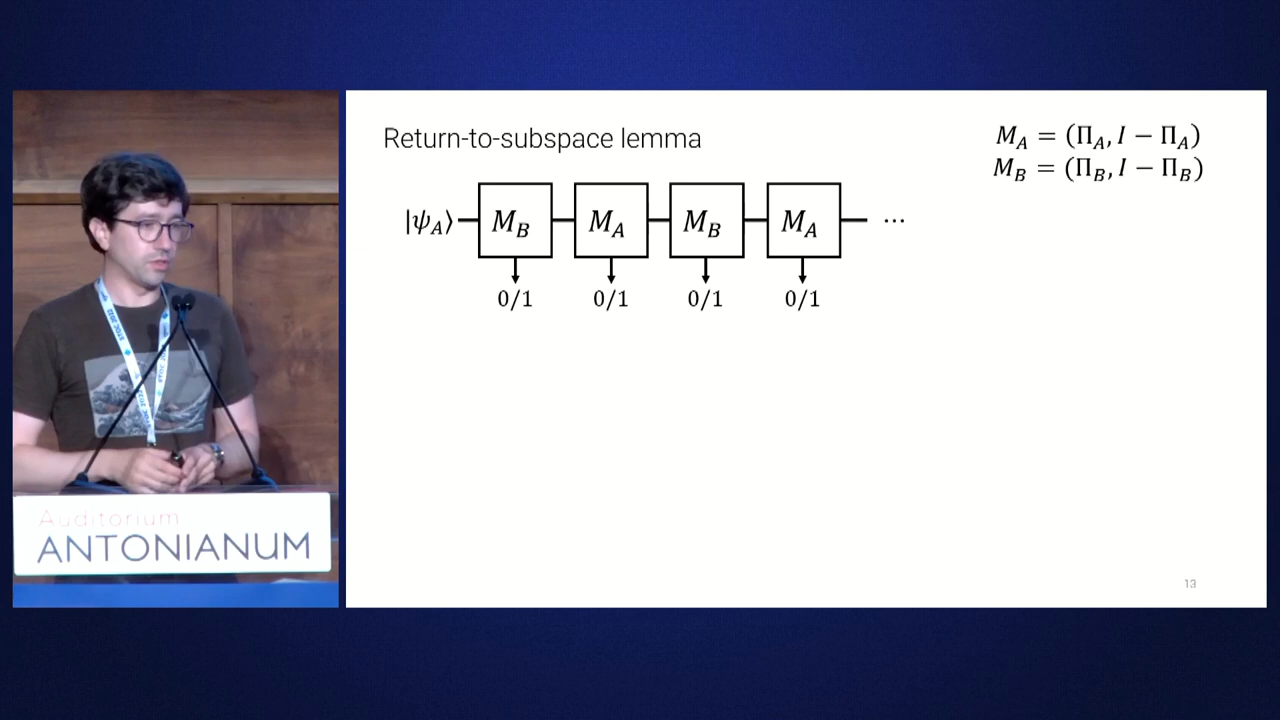 Return-to-subspace lemma
M_A = (Π_A, I − Π_A)
M_B = (Π_B, I − Π_B)
|ψ_A⟩ M_B M_A M_B M_A ⋯
0/1 0/1 0/1 0/1
13
Auditorium
ANTONIANUM